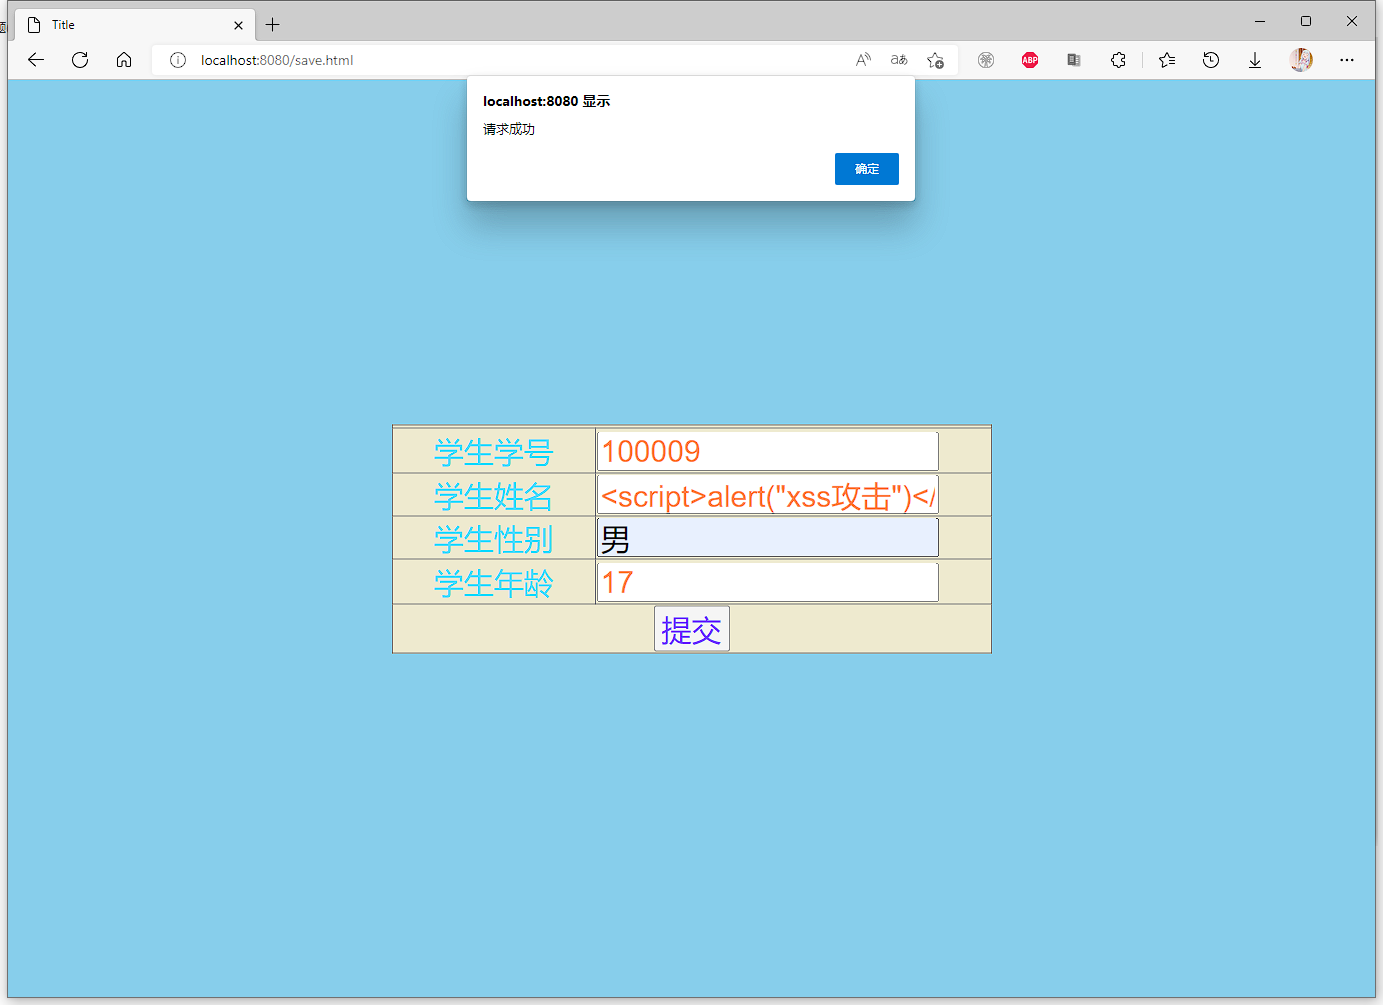 Title
localhost:8080/save.html
ABP
localhost:8080 显示
请求成功
确定
学生学号 100009
学生姓名 <script>alert("xss攻击")</
学生性别 男
学生年龄 17
提交